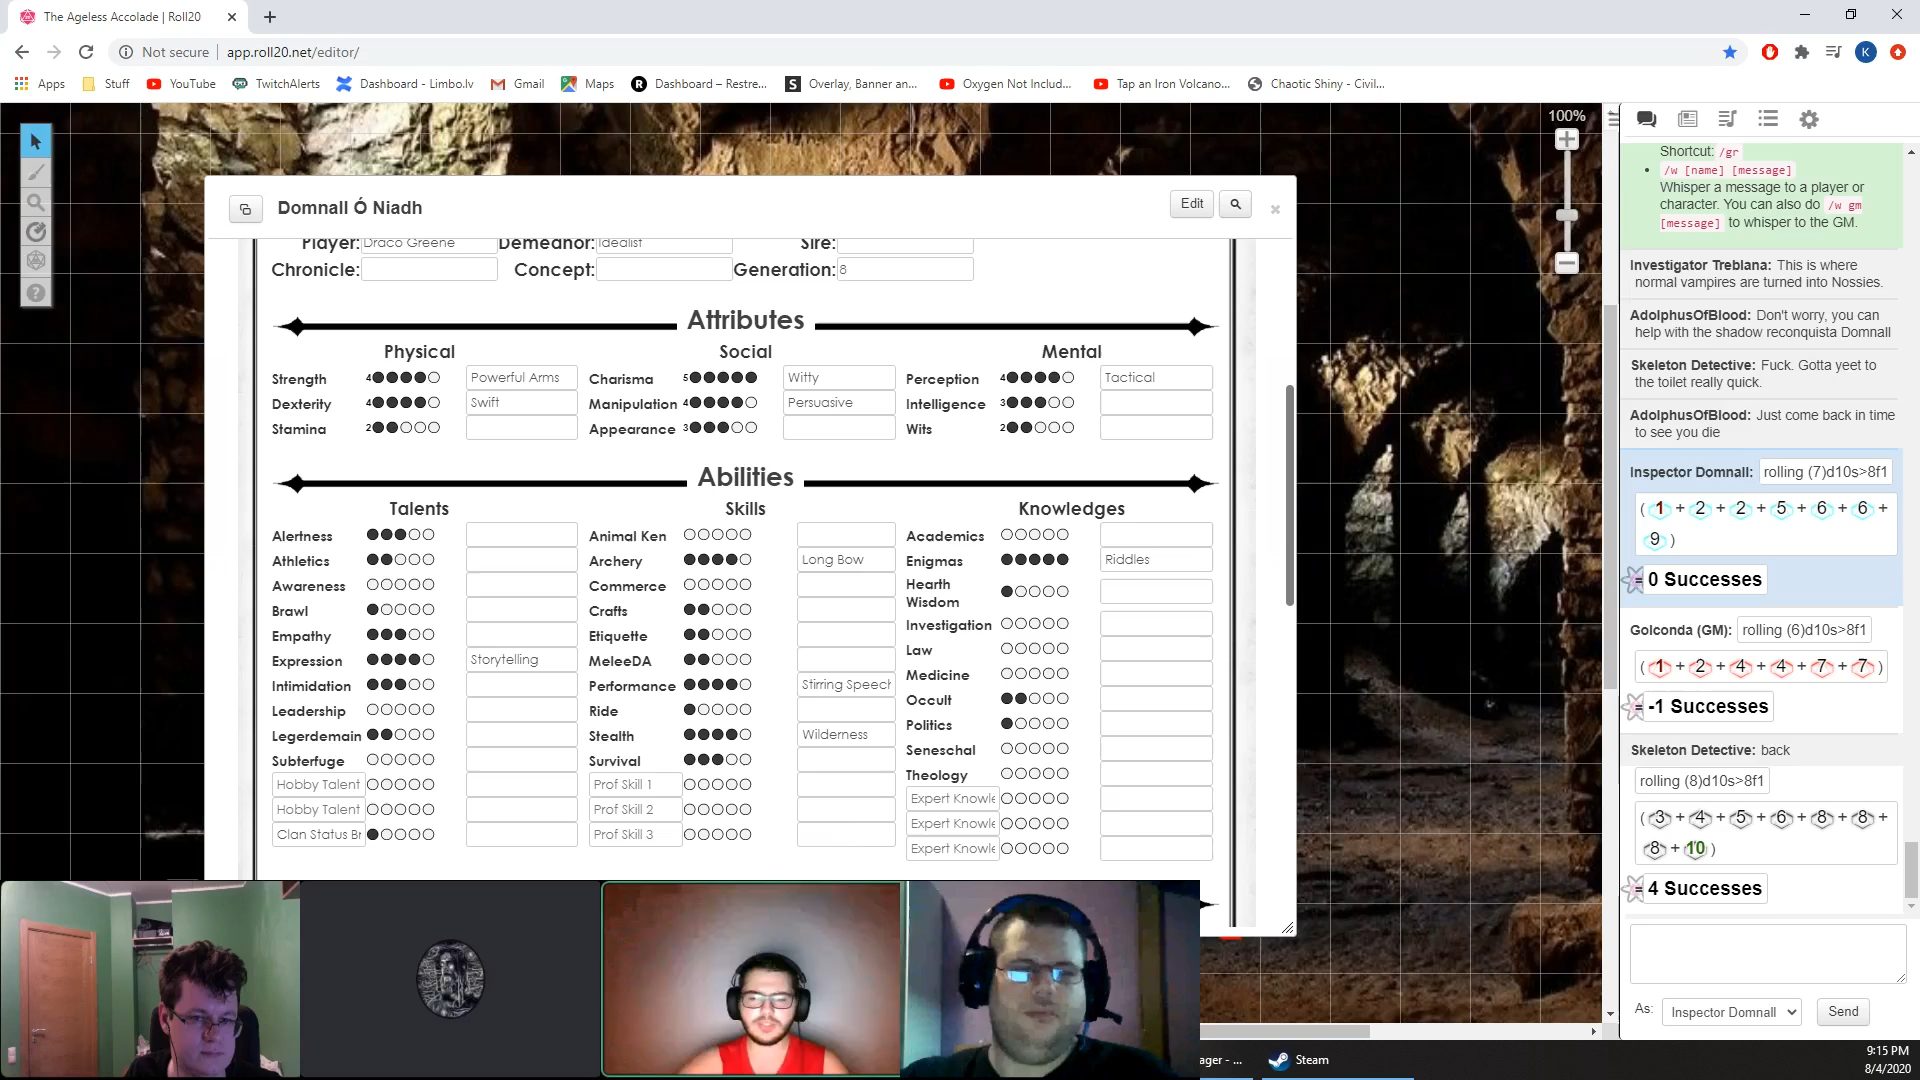 The Ageless Accolade | Roll20
Not secure
app.roll20.net/editor/
K
Apps
Stuff
YouTube
TwitchAlerts
Dashboard - Limbo.lv
Gmail
Maps
Dashboard – Restre...
Overlay, Banner an...
Oxygen Not Includ...
Tap an Iron Volcano...
Chaotic Shiny - Civil...
100%
Domnall Ó Niadh
Edit
Player: Draco Greene Demeanor: Idealist Sire:
Chronicle: Concept: Generation: 8
Attributes
Physical Social Mental
Strength 4 Powerful Arms Charisma 5 Witty Perception 4 Tactical
Dexterity 4 Swift Manipulation 4 Persuasive Intelligence 3
Stamina 2 Appearance 3 Wits 2
Abilities
Talents Skills Knowledges
Alertness Animal Ken Academics
Athletics Archery Long Bow Enigmas Riddles
Awareness Commerce Hearth
Wisdom
Brawl Crafts
Empathy Etiquette Investigation
Expression Storytelling MeleeDA Law
Intimidation Performance Stirring Speech Medicine
Leadership Ride Occult
Legerdemain Stealth Wilderness Politics
Subterfuge Survival Seneschal
Hobby Talent Prof Skill 1 Theology
Hobby Talent Prof Skill 2 Expert Knowle
Clan Status Br Prof Skill 3 Expert Knowle
Expert Knowle
Shortcut: /gr
/w [name] [message]
Whisper a message to a player or
character. You can also do /w gm
[message] to whisper to the GM.
Investigator Treblana: This is where
normal vampires are turned into Nossies.
AdolphusOfBlood: Don't worry, you can
help with the shadow reconquista Domnall
Skeleton Detective: Fuck. Gotta yeet to
the toilet really quick.
AdolphusOfBlood: Just come back in time
to see you die
Inspector Domnall: rolling (7)d10s>8f1
(1 + 2 + 2 + 5 + 6 + 6 +
9)
= 0 Successes
Golconda (GM): rolling (6)d10s>8f1
(1 + 2 + 4 + 4 + 7 + 7)
= -1 Successes
Skeleton Detective: back
rolling (8)d10s>8f1
(3 + 4 + 5 + 6 + 8 + 8 +
8 + 10)
= 4 Successes
As: Inspector Domnall Send
ager - ...
Steam
9:15 PM
8/4/2020